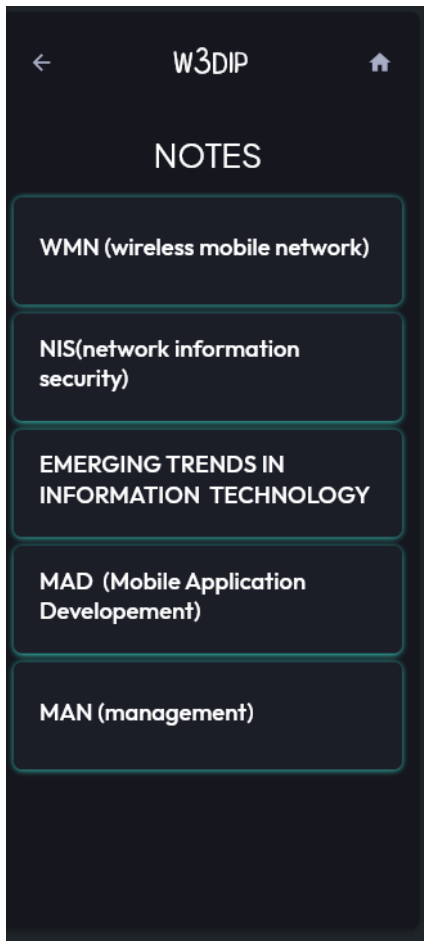 W3DIP
NOTES
WMN (wireless mobile network)
NIS(network information
security)
EMERGING TRENDS IN
INFORMATION  TECHNOLOGY
MAD  (Mobile Application
Developement)
MAN (management)